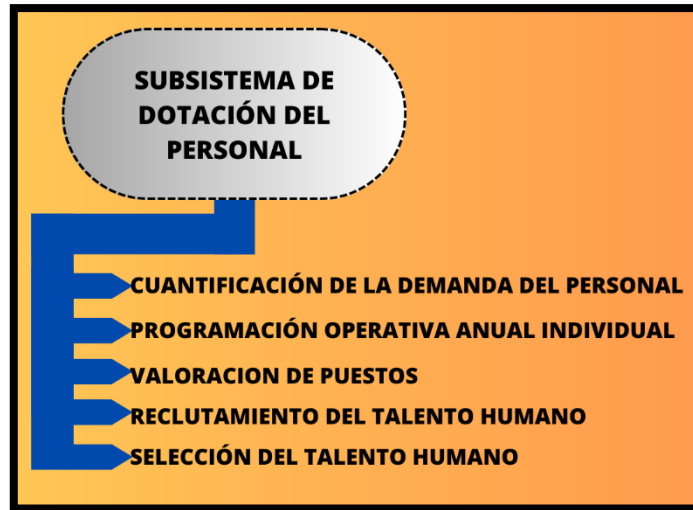 SUBSISTEMA DE
DOTACIÓN DEL
PERSONAL
CUANTIFICACIÓN DE LA DEMANDA DEL PERSONAL
PROGRAMACIÓN OPERATIVA ANUAL INDIVIDUAL
VALORACION DE PUESTOS
RECLUTAMIENTO DEL TALENTO HUMANO
SELECCIÓN DEL TALENTO HUMANO